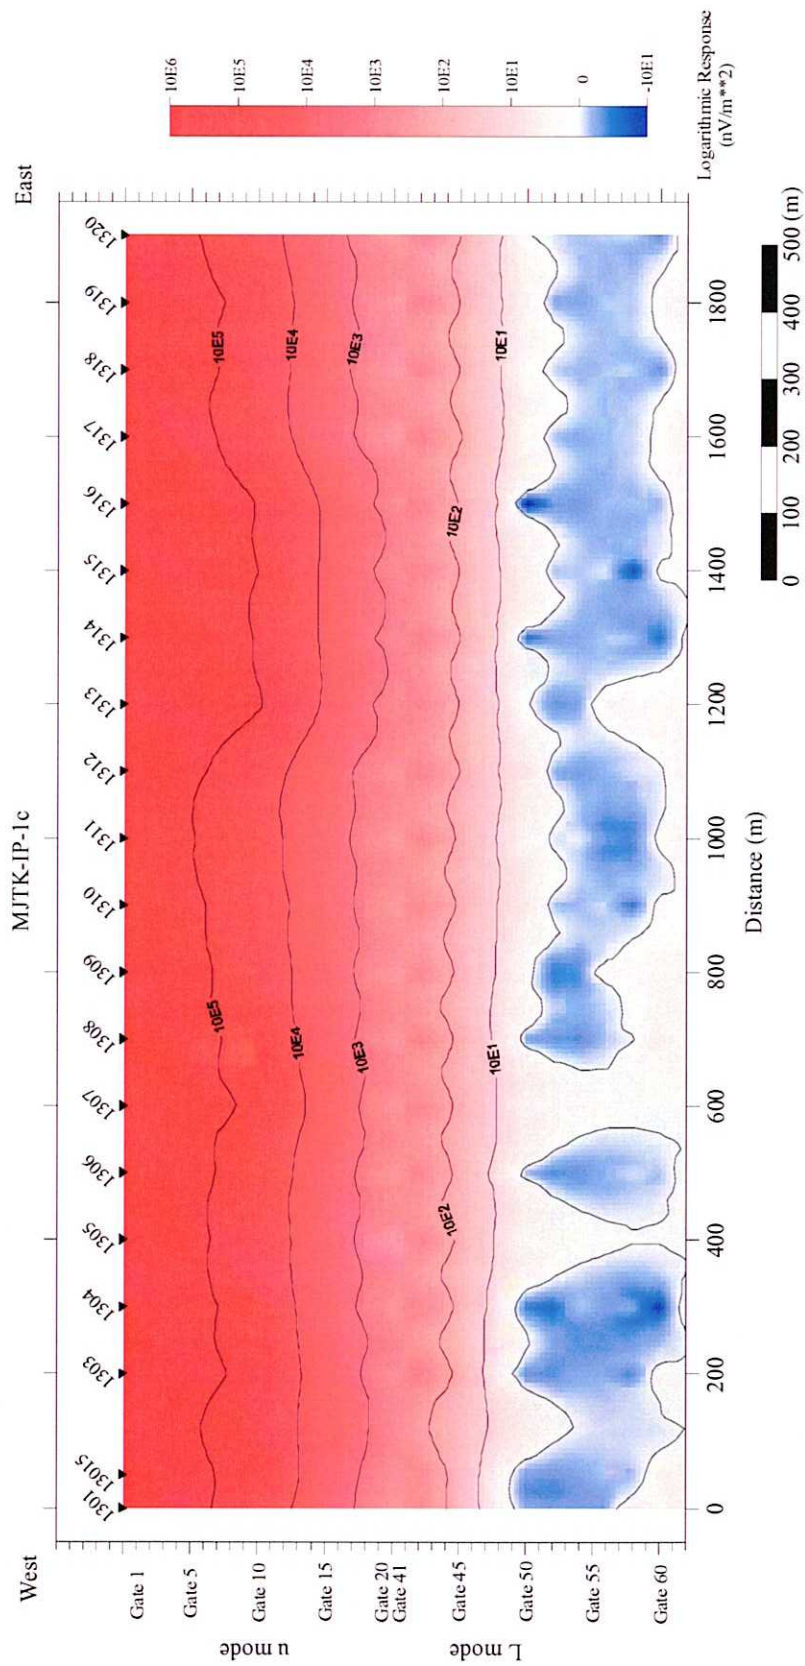 MJTK-IP-1c
West
East
1301
13015
1303
1304
1305
1306
1307
1308
1309
1310
1311
1312
1313
1314
1315
1316
1317
1318
1319
1320
u mode
L mode
Gate 1
Gate 5
Gate 10
Gate 15
Gate 20
Gate 41
Gate 45
Gate 50
Gate 55
Gate 60
10E5
10E5
10E4
10E4
10E3
10E3
10E2
10E2
10E1
10E1
0
200
400
600
800
1000
1200
1400
1600
1800
Distance (m)
0
100
200
300
400
500 (m)
10E6
10E5
10E4
10E3
10E2
10E1
0
-10E1
Logarithmic Response
(nV/m**2)